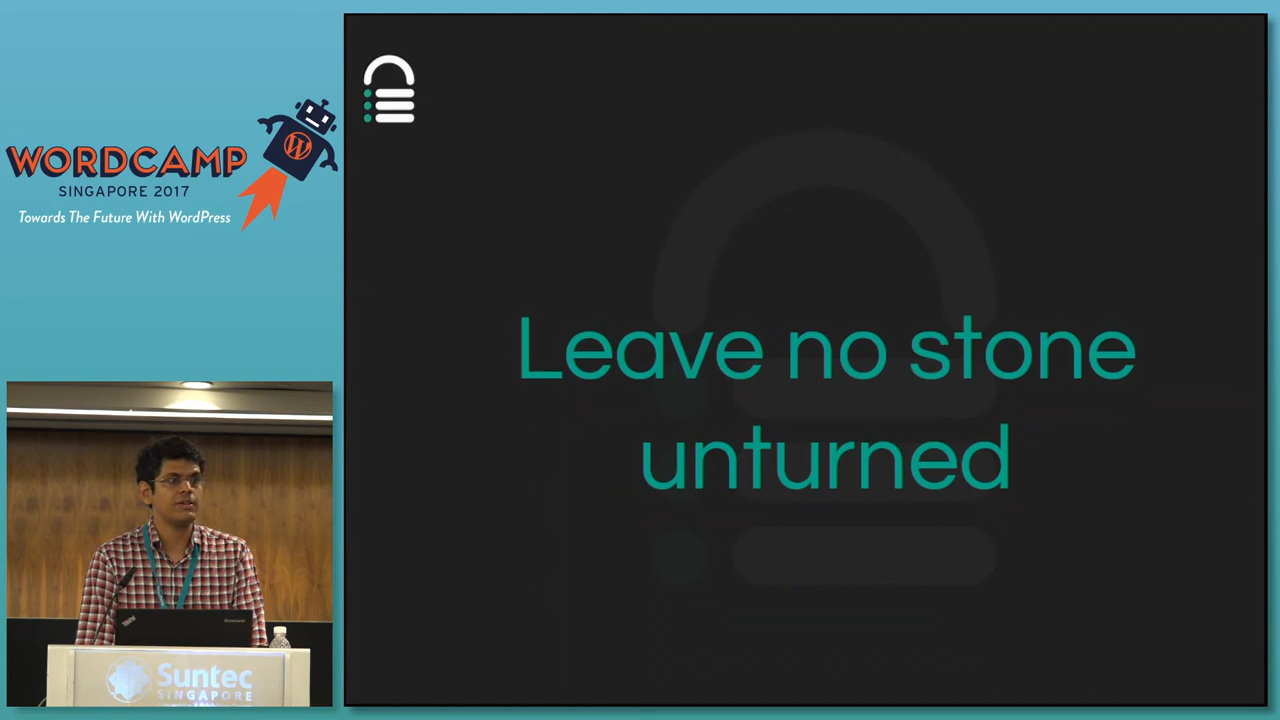 WORDCAMP
SINGAPORE 2017
Towards The Future With WordPress
Leave no stone
unturned
Suntec
SINGAPORE